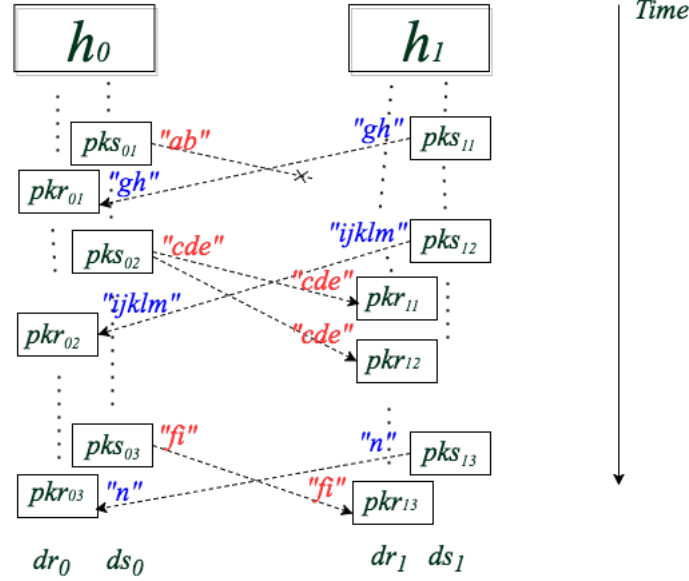 Time
h0 h1
pks01 "ab" "gh" pks11
pkr01 "gh"
pks02 "cde" "ijklm" pks12
"ijklm" "cde" pkr11
pkr02 "cde" pkr12
pks03 "fi" "n" pks13
pkr03 "n" "fi" pkr13
dr0 ds0 dr1 ds1